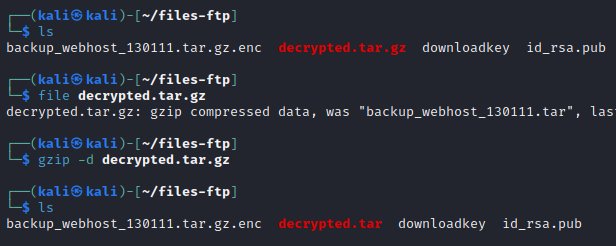 ┌──(kali㉿kali)-[~/files-ftp]
└─$ ls
backup_webhost_130111.tar.gz.enc  decrypted.tar.gz  downloadkey  id_rsa.pub
┌──(kali㉿kali)-[~/files-ftp]
└─$ file decrypted.tar.gz
decrypted.tar.gz: gzip compressed data, was "backup_webhost_130111.tar", las
┌──(kali㉿kali)-[~/files-ftp]
└─$ gzip -d decrypted.tar.gz
┌──(kali㉿kali)-[~/files-ftp]
└─$ ls
backup_webhost_130111.tar.gz.enc  decrypted.tar  downloadkey  id_rsa.pub